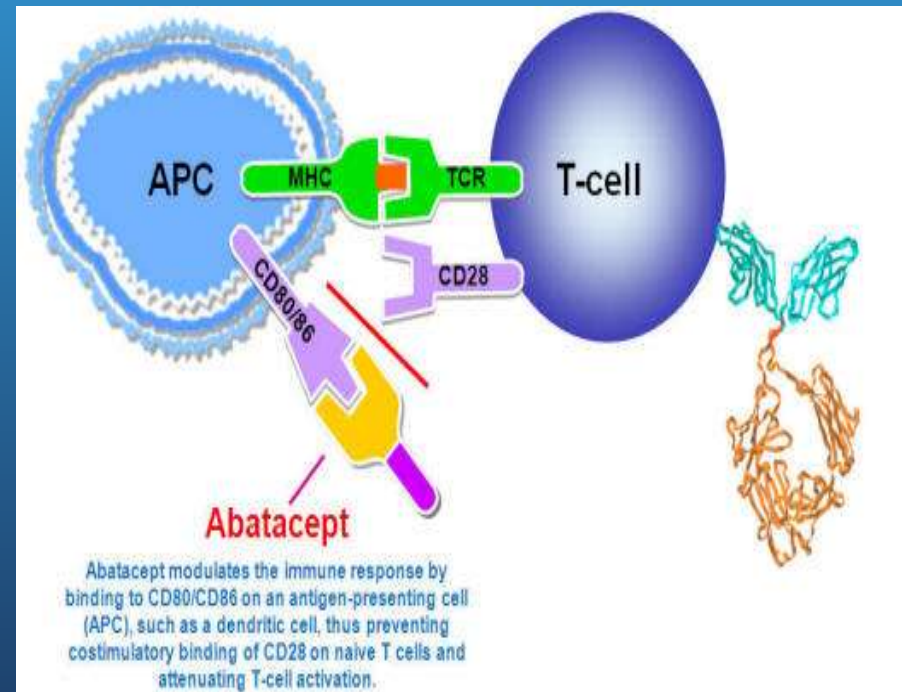 APC
MHC
TCR
T-cell
CD80/86
CD28
Abatacept
Abatacept modulates the immune response by
binding to CD80/CD86 on an antigen-presenting cell
(APC), such as a dendritic cell, thus preventing
costimulatory binding of CD28 on naive T cells and
attenuating T-cell activation.